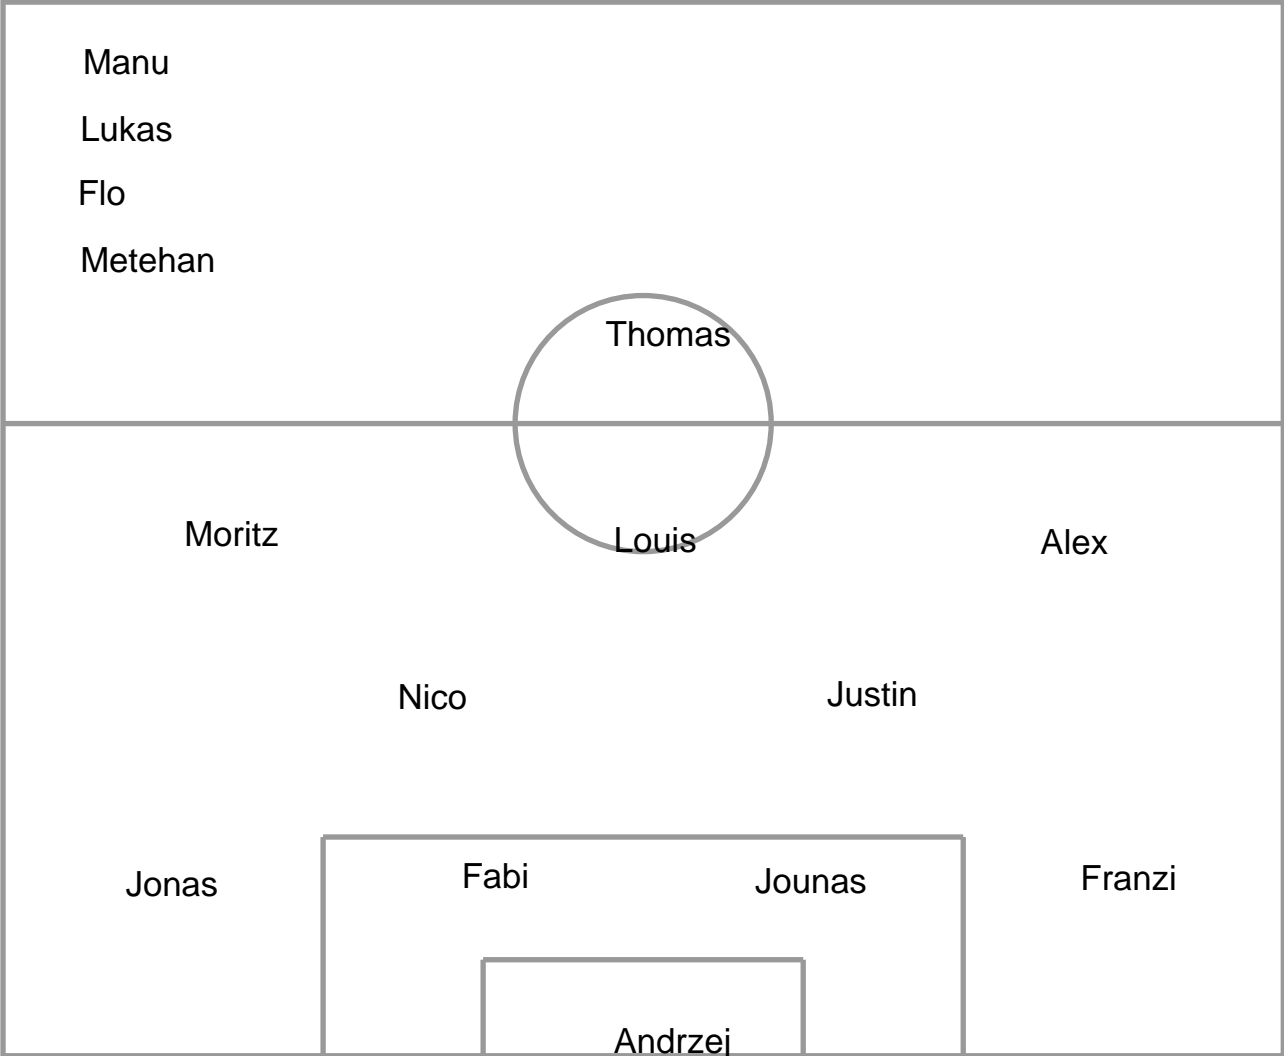 Manu
Lukas
Flo
Metehan
Thomas
Moritz Louis Alex
Nico Justin
Jonas Fabi Jounas Franzi
Andrzej